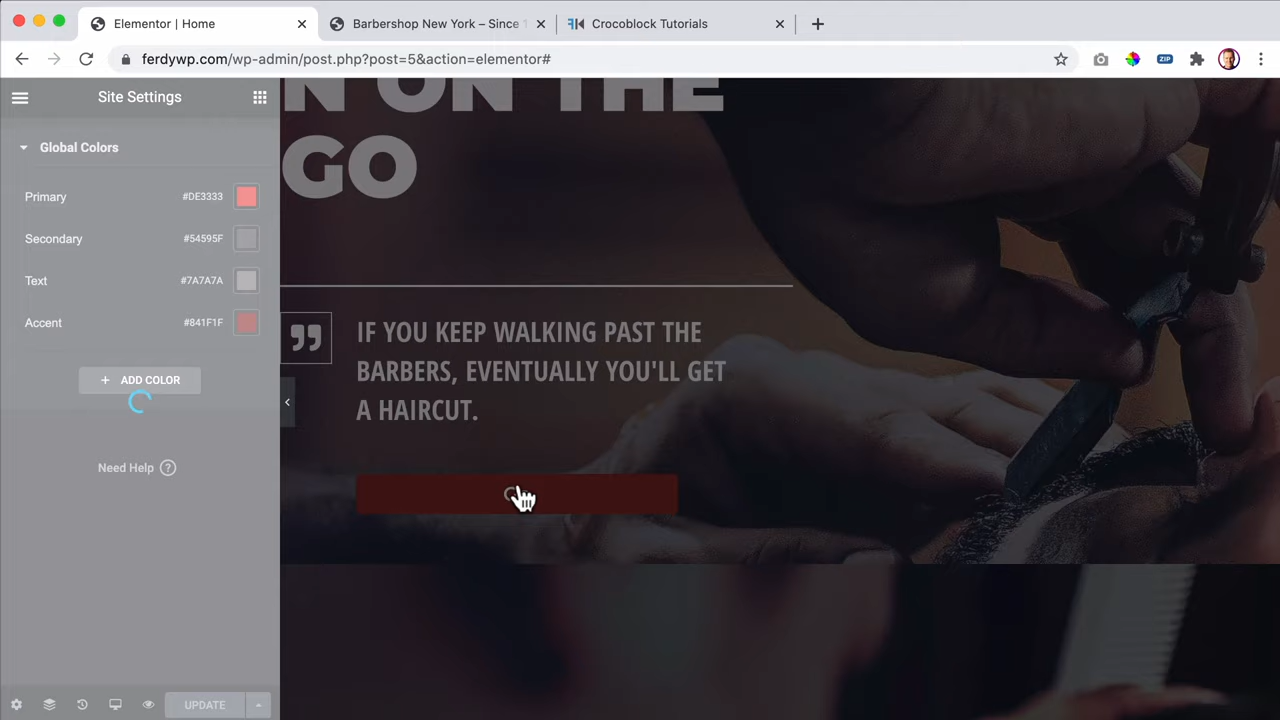 Elementor | Home
Barbershop New York – Since 1
Crocoblock Tutorials
ferdywp.com/wp-admin/post.php?post=5&action=elementor#
ZIP
Site Settings
Global Colors
Primary #DE3333
Secondary #54595F
Text #7A7A7A
Accent #841F1F
+ ADD COLOR
Need Help ?
UPDATE
N ON THE
GO
IF YOU KEEP WALKING PAST THE
BARBERS, EVENTUALLY YOU'LL GET
A HAIRCUT.